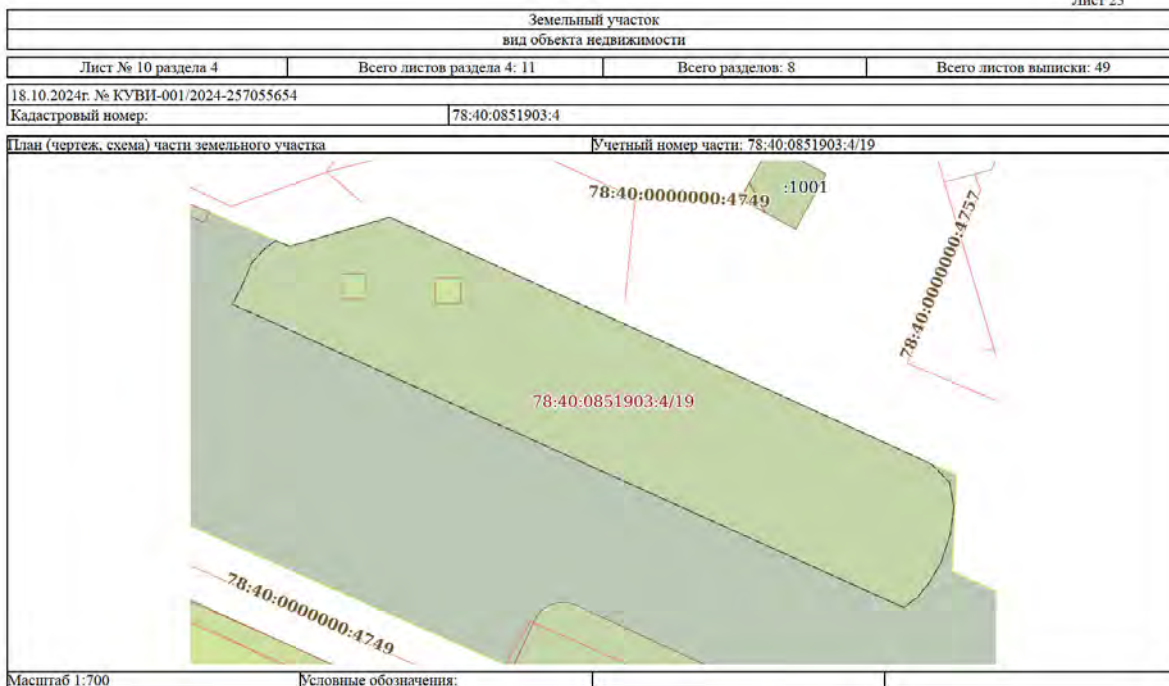 Лист 25
Земельный участок
вид объекта недвижимости
Лист № 10 раздела 4 Всего листов раздела 4: 11 Всего разделов: 8 Всего листов выписки: 49
18.10.2024г. № КУВИ-001/2024-257055654
Кадастровый номер: 78:40:0851903:4
План (чертеж, схема) части земельного участка Учетный номер части: 78:40:0851903:4/19
78:40:0000000:4749
:1001
78:40:0000000:4757
78:40:0851903:4/19
78:40:0000000:4749
Масштаб 1:700 Условные обозначения: